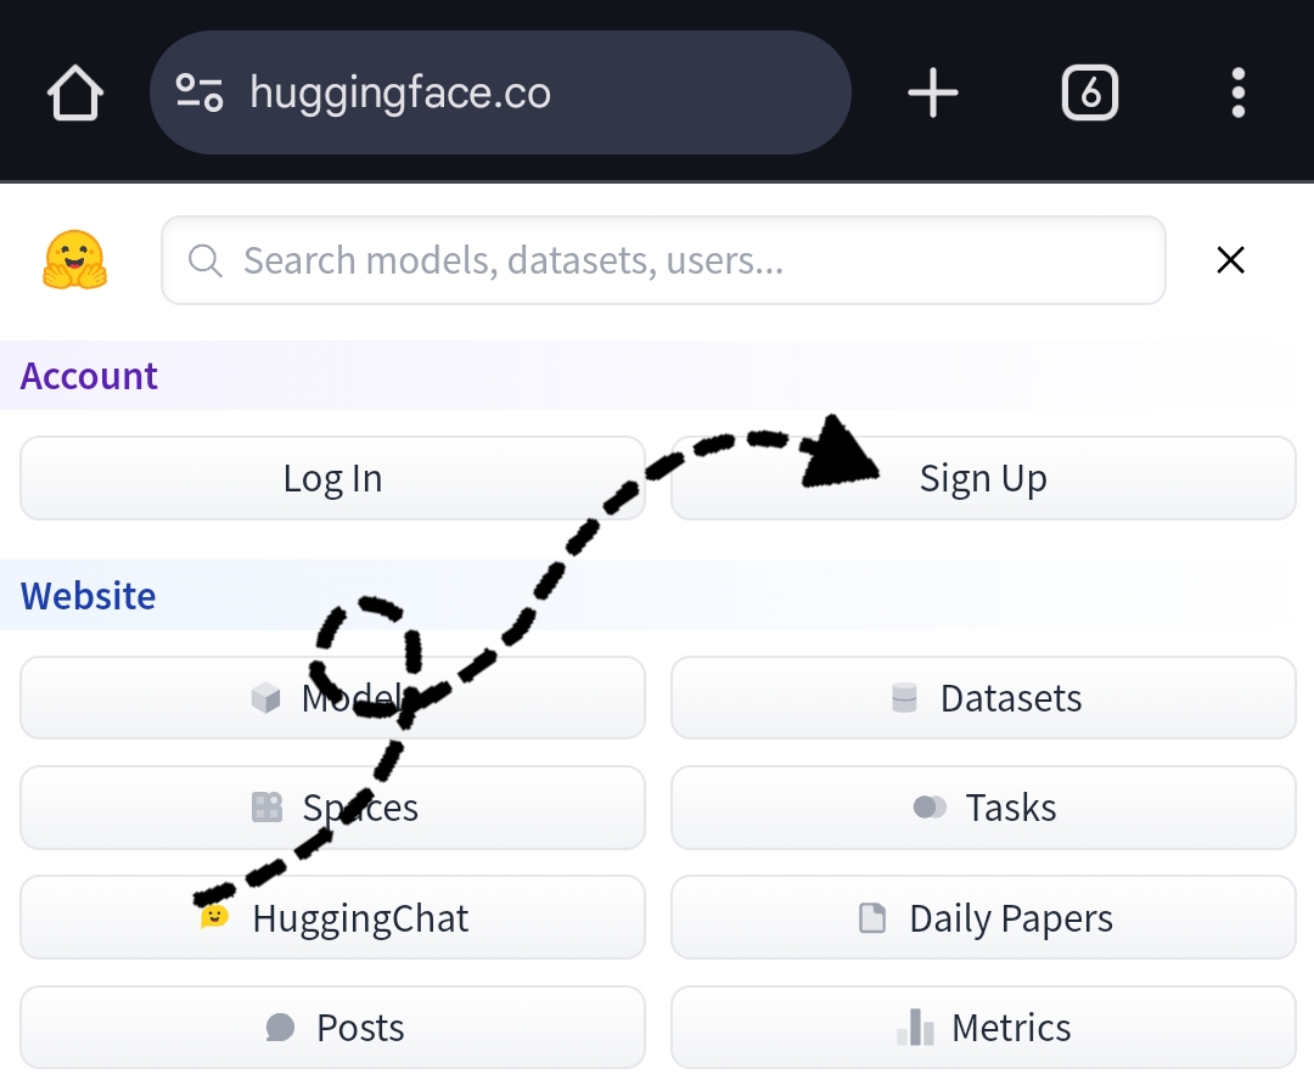 huggingface.co
6
Search models, datasets, users...
Account
Log In
Sign Up
Website
Models
Datasets
Spaces
Tasks
HuggingChat
Daily Papers
Posts
Metrics